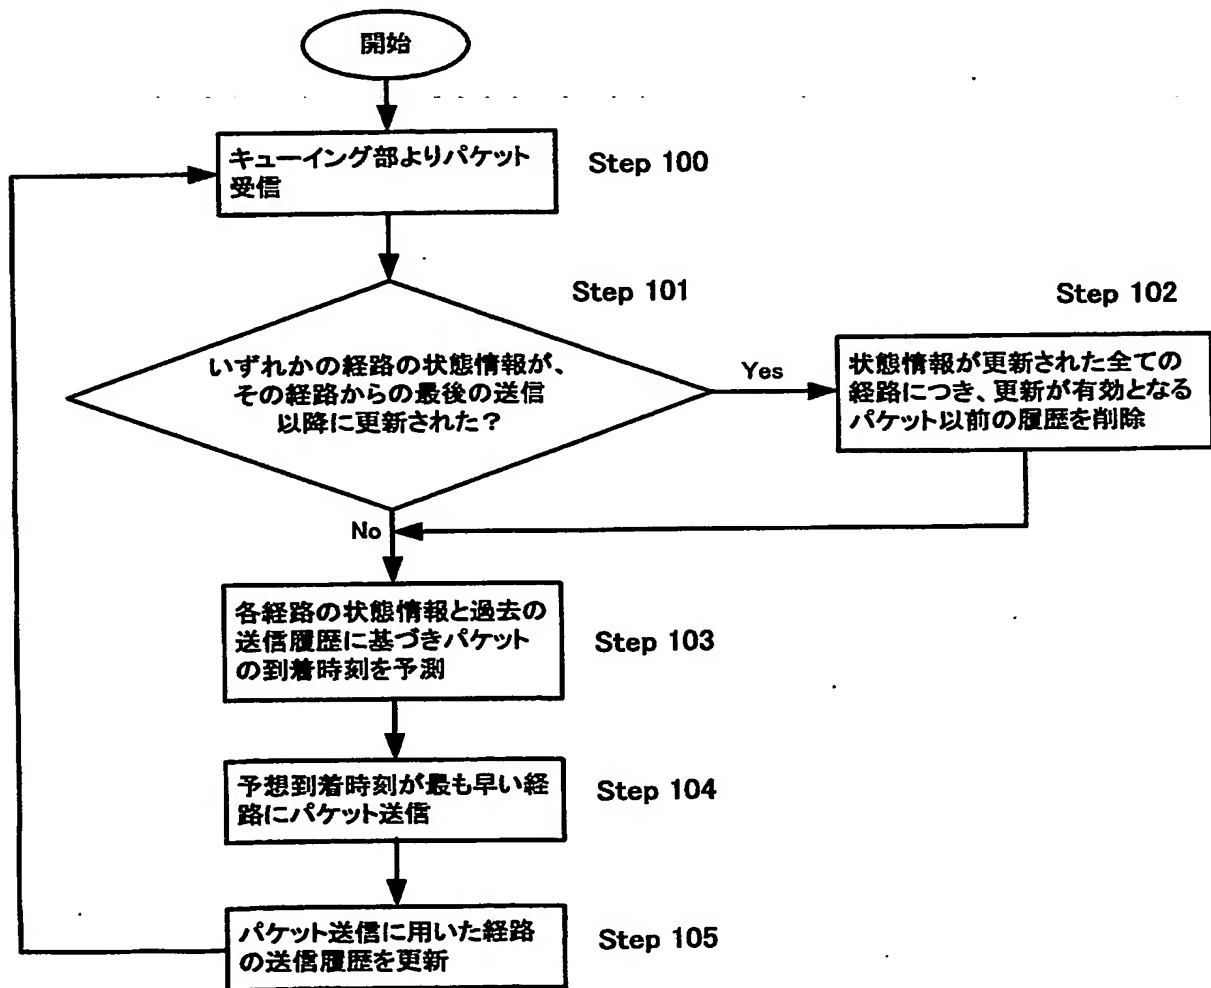 開始
キューイング部よりパケット
受信
Step 100
Step 101
いずれかの経路の状態情報が、
その経路からの最後の送信
以降に更新された?
Yes
Step 102
状態情報が更新された全ての
経路につき、更新が有効となる
パケット以前の履歴を削除
No
各経路の状態情報と過去の
送信履歴に基づきパケット
の到着時刻を予測
Step 103
予想到着時刻が最も早い経
路にパケット送信
Step 104
パケット送信に用いた経路
の送信履歴を更新
Step 105